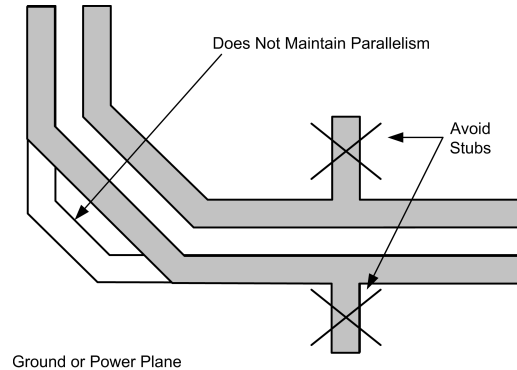 Does Not Maintain Parallelism
Avoid
Stubs
Ground or Power Plane